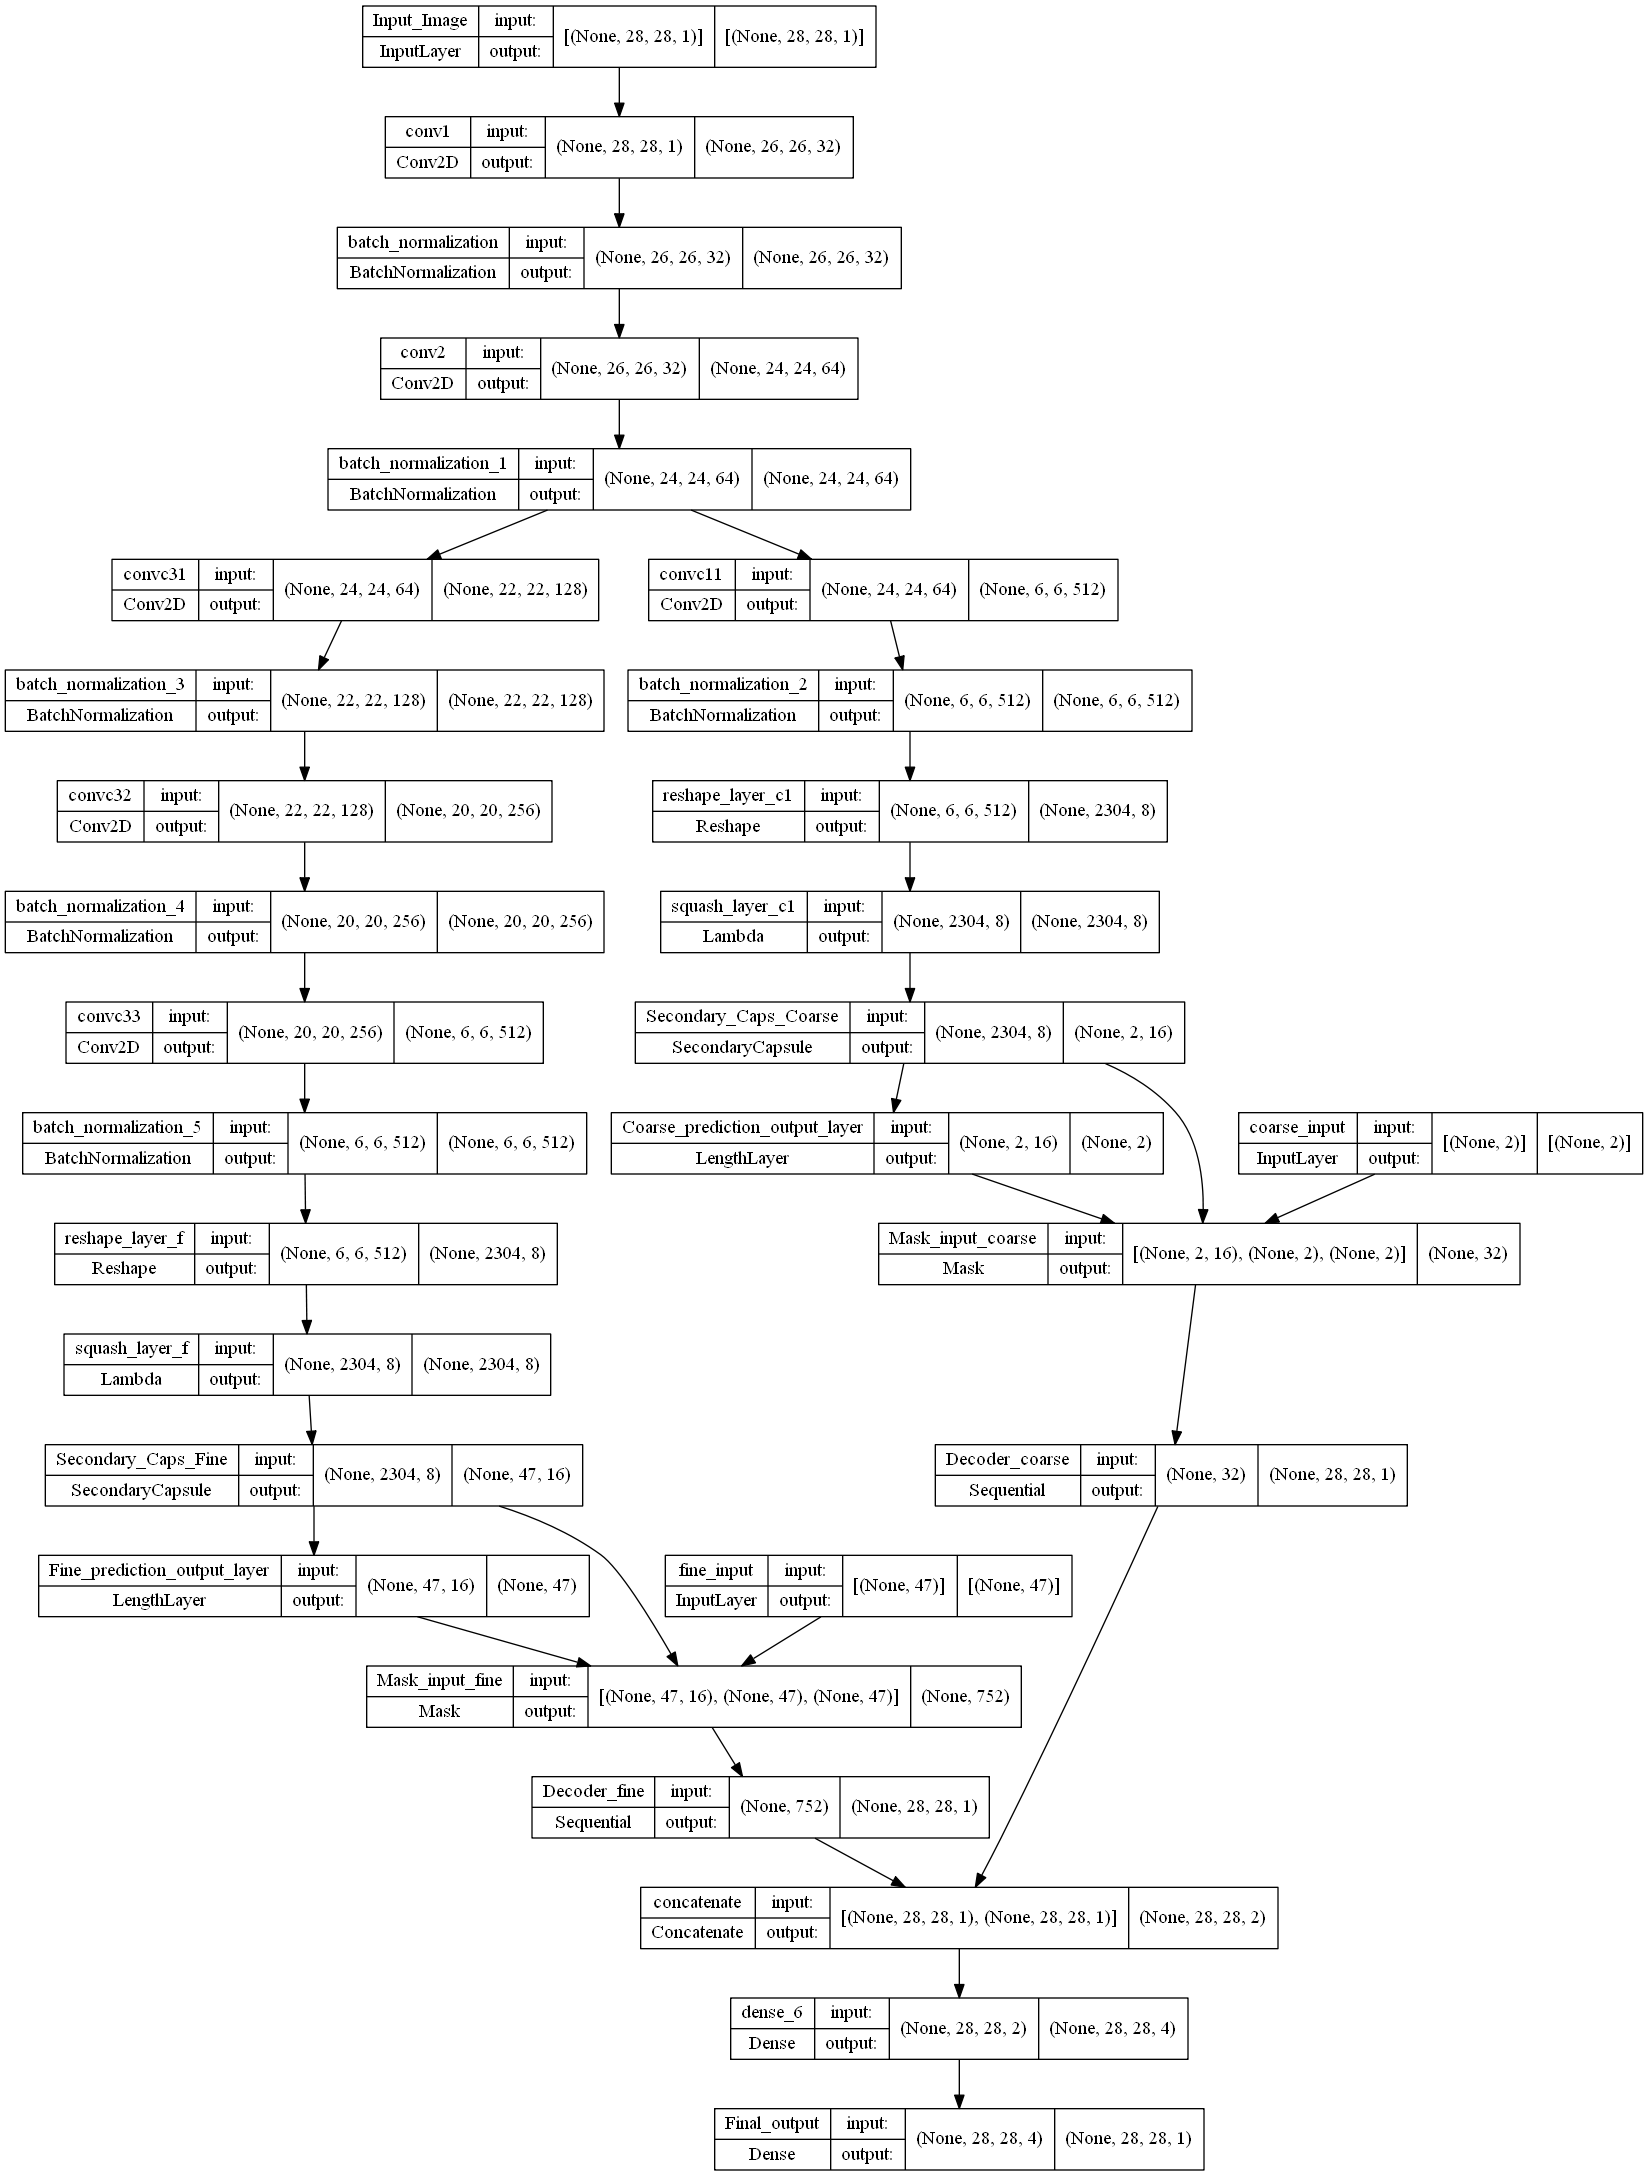 Input_Image input: [(None, 28, 28, 1)] [(None, 28, 28, 1)]
InputLayer output:
conv1 input: (None, 28, 28, 1) (None, 26, 26, 32)
Conv2D output:
batch_normalization input: (None, 26, 26, 32) (None, 26, 26, 32)
BatchNormalization output:
conv2 input: (None, 26, 26, 32) (None, 24, 24, 64)
Conv2D output:
batch_normalization_1 input: (None, 24, 24, 64) (None, 24, 24, 64)
BatchNormalization output:
convc31 input: (None, 24, 24, 64) (None, 22, 22, 128)
Conv2D output:
convc11 input: (None, 24, 24, 64) (None, 6, 6, 512)
Conv2D output:
batch_normalization_3 input: (None, 22, 22, 128) (None, 22, 22, 128)
BatchNormalization output:
batch_normalization_2 input: (None, 6, 6, 512) (None, 6, 6, 512)
BatchNormalization output:
convc32 input: (None, 22, 22, 128) (None, 20, 20, 256)
Conv2D output:
reshape_layer_c1 input: (None, 6, 6, 512) (None, 2304, 8)
Reshape output:
batch_normalization_4 input: (None, 20, 20, 256) (None, 20, 20, 256)
BatchNormalization output:
squash_layer_c1 input: (None, 2304, 8) (None, 2304, 8)
Lambda output:
convc33 input: (None, 20, 20, 256) (None, 6, 6, 512)
Conv2D output:
Secondary_Caps_Coarse input: (None, 2304, 8) (None, 2, 16)
SecondaryCapsule output:
batch_normalization_5 input: (None, 6, 6, 512) (None, 6, 6, 512)
BatchNormalization output:
Coarse_prediction_output_layer input: (None, 2, 16) (None, 2)
LengthLayer output:
coarse_input input: [(None, 2)] [(None, 2)]
InputLayer output:
reshape_layer_f input: (None, 6, 6, 512) (None, 2304, 8)
Reshape output:
Mask_input_coarse input: [(None, 2, 16), (None, 2), (None, 2)] (None, 32)
Mask output:
squash_layer_f input: (None, 2304, 8) (None, 2304, 8)
Lambda output:
Secondary_Caps_Fine input: (None, 2304, 8) (None, 47, 16)
SecondaryCapsule output:
Decoder_coarse input: (None, 32) (None, 28, 28, 1)
Sequential output:
Fine_prediction_output_layer input: (None, 47, 16) (None, 47)
LengthLayer output:
fine_input input: [(None, 47)] [(None, 47)]
InputLayer output:
Mask_input_fine input: [(None, 47, 16), (None, 47), (None, 47)] (None, 752)
Mask output:
Decoder_fine input: (None, 752) (None, 28, 28, 1)
Sequential output:
concatenate input: [(None, 28, 28, 1), (None, 28, 28, 1)] (None, 28, 28, 2)
Concatenate output:
dense_6 input: (None, 28, 28, 2) (None, 28, 28, 4)
Dense output:
Final_output input: (None, 28, 28, 4) (None, 28, 28, 1)
Dense output: